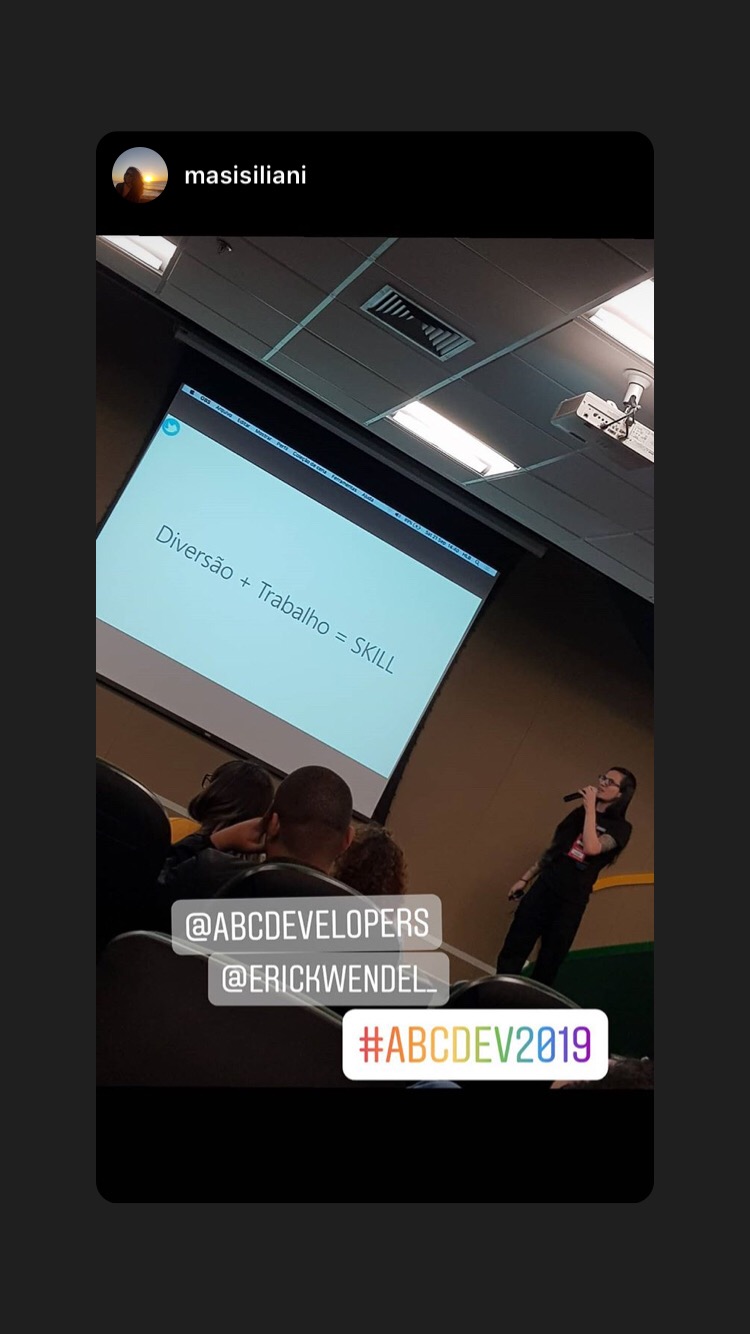 masisiliani
Diversão + Trabalho = SKILL
@ABCDEVELOPERS
@ERICKWENDEL_
#ABCDEV2019